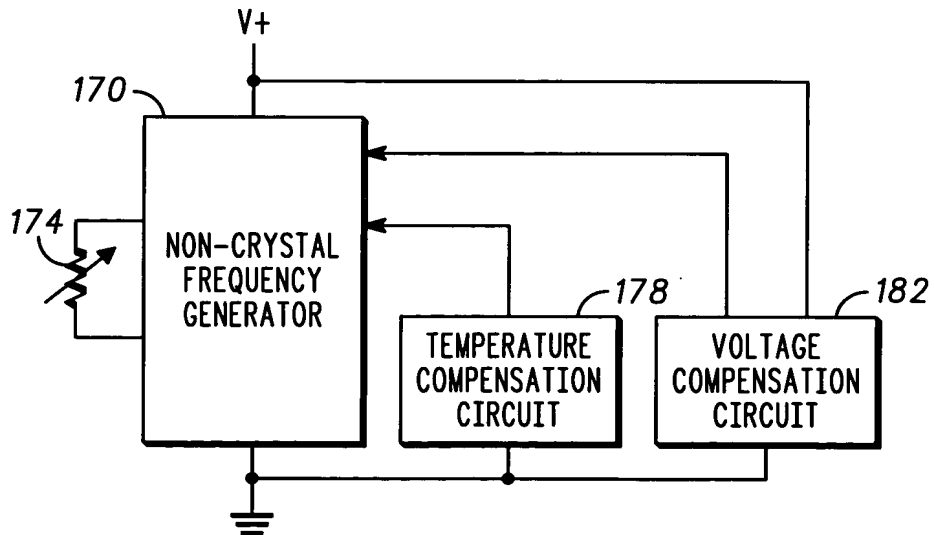 V+
170
174
NON-CRYSTAL
FREQUENCY
GENERATOR
178
TEMPERATURE
COMPENSATION
CIRCUIT
182
VOLTAGE
COMPENSATION
CIRCUIT